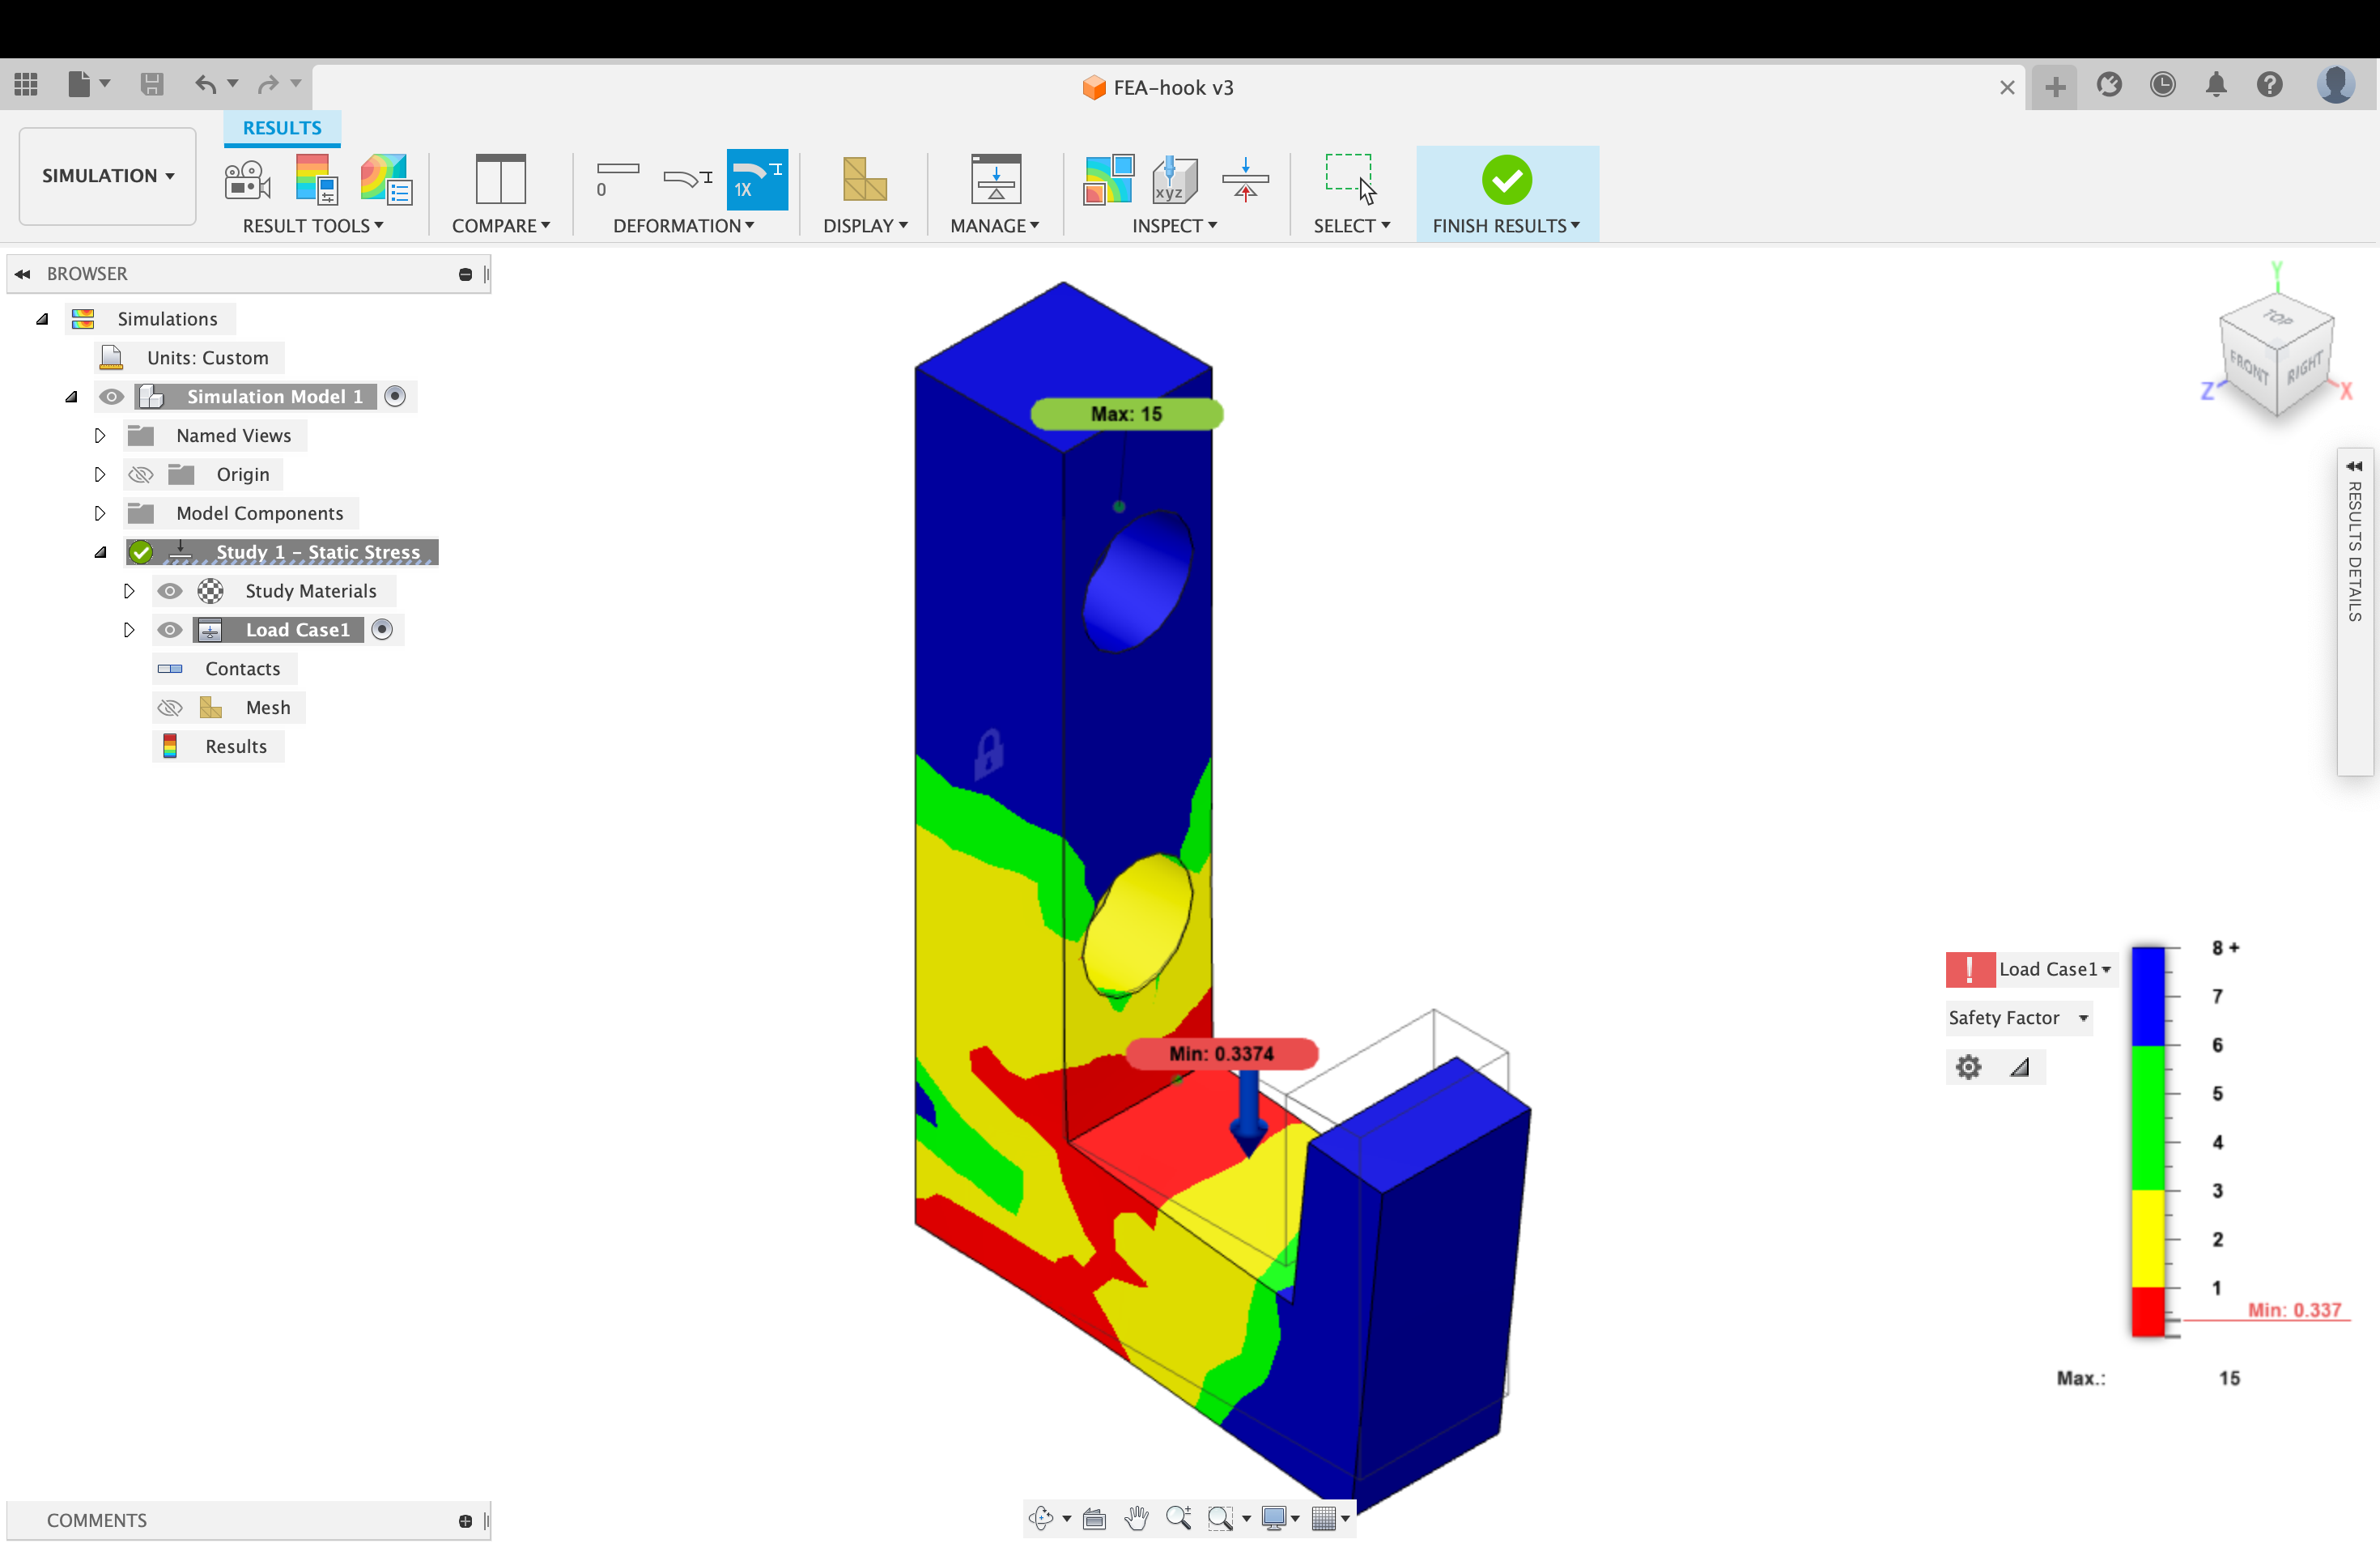 FEA-hook v3
RESULTS
SIMULATION
0
1X
xyz
RESULT TOOLS
COMPARE
DEFORMATION
DISPLAY
MANAGE
INSPECT
SELECT
FINISH RESULTS
BROWSER
Simulations
Units: Custom
Simulation Model 1
Named Views
Origin
Model Components
Study 1 - Static Stress
Study Materials
Load Case1
Contacts
Mesh
Results
Max: 15
Min: 0.3374
Y
TOP
FRONT
RIGHT
Z
X
RESULTS DETAILS
Load Case1
Safety Factor
8 +
7
6
5
4
3
2
1
Min: 0.337
Max.: 15
COMMENTS